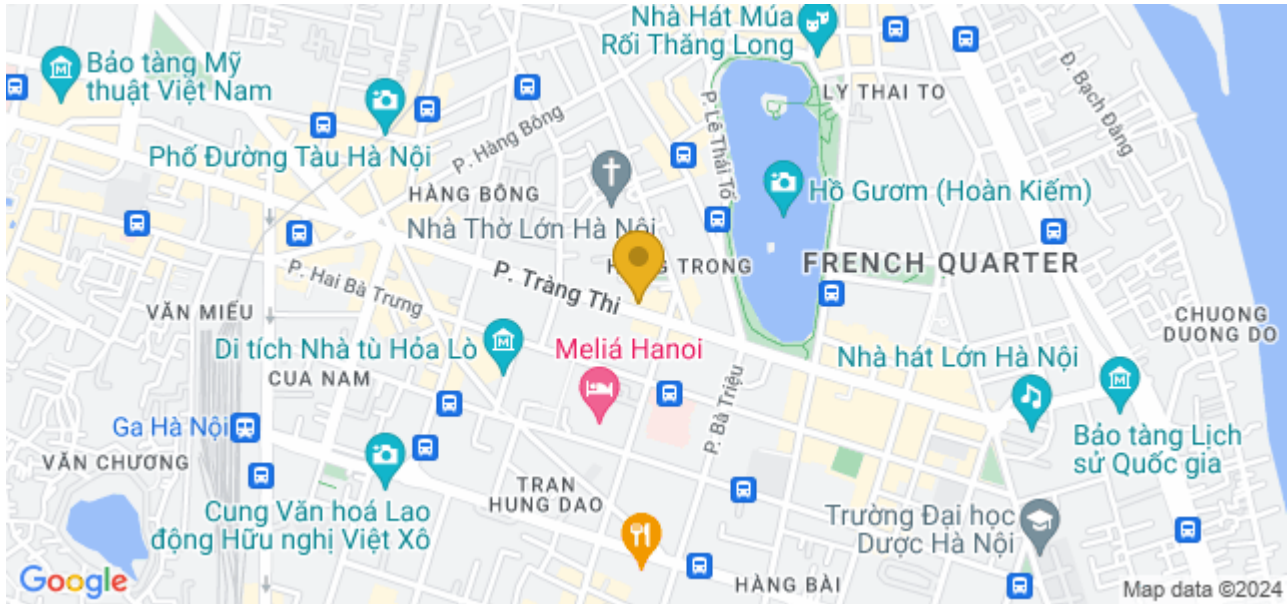 Nhà Hát Múa
Rối Thăng Long
Bảo tàng Mỹ
thuật Việt Nam
LY THAI TO
Đ. Bạch Đằng
P. Lê Thái Tổ
P. Hàng Bông
Phố Đường Tàu Hà Nội
HÀNG BÔNG
Hồ Gươm (Hoàn Kiếm)
Nhà Thờ Lớn Hà Nội
TRONG
FRENCH QUARTER
P. Hai Bà Trưng
P. Tràng Thi
VĂN MIẾU
CHUONG
DUONG DO
Di tích Nhà tù Hỏa Lò
Meliá Hanoi
Nhà hát Lớn Hà Nội
CUA NAM
P. Bà Triệu
Ga Hà Nội
VĂN CHƯƠNG
Bảo tàng Lịch
sử Quốc gia
TRAN
HUNG DAO
Cung Văn hoá Lao
động Hữu nghị Việt Xô
Trường Đại học
Dược Hà Nội
HÀNG BÀI
Google
Map data ©2024